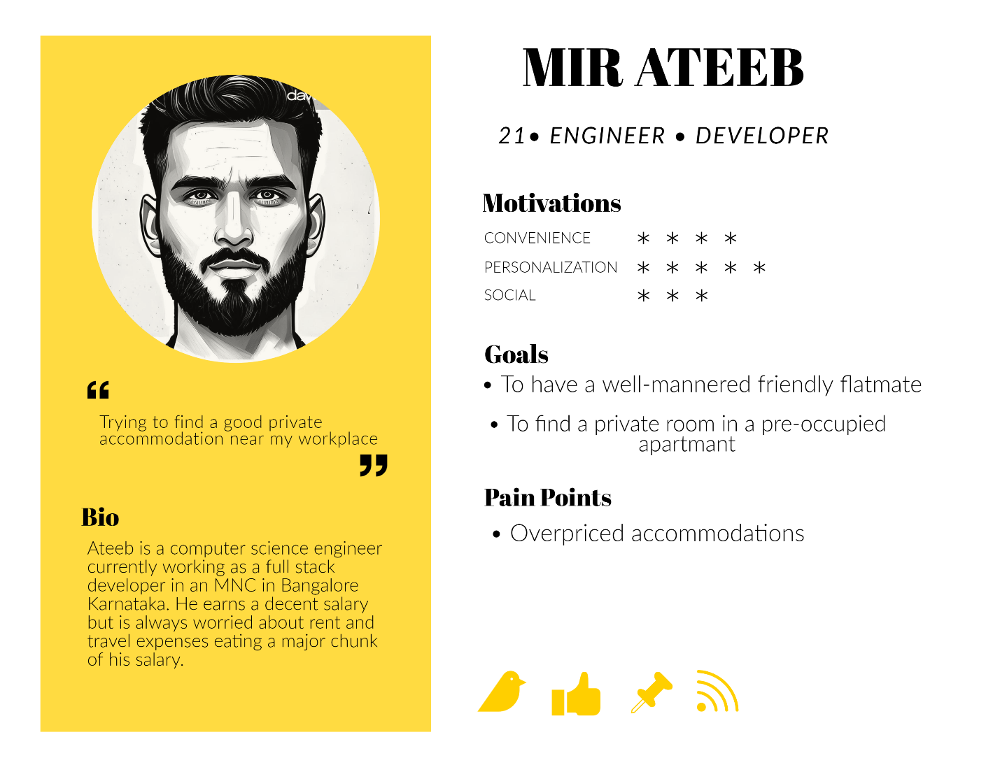 MIR ATEEB
21• ENGINEER • DEVELOPER
“
Trying to find a good private
accommodation near my workplace
”
Bio
Ateeb is a computer science engineer
currently working as a full stack
developer in an MNC in Bangalore
Karnataka. He earns a decent salary
but is always worried about rent and
travel expenses eating a major chunk
of his salary.
Motivations
CONVENIENCE * * * *
PERSONALIZATION * * * * *
SOCIAL * * *
Goals
• To have a well-mannered friendly flatmate
• To find a private room in a pre-occupied
apartmant
Pain Points
• Overpriced accommodations